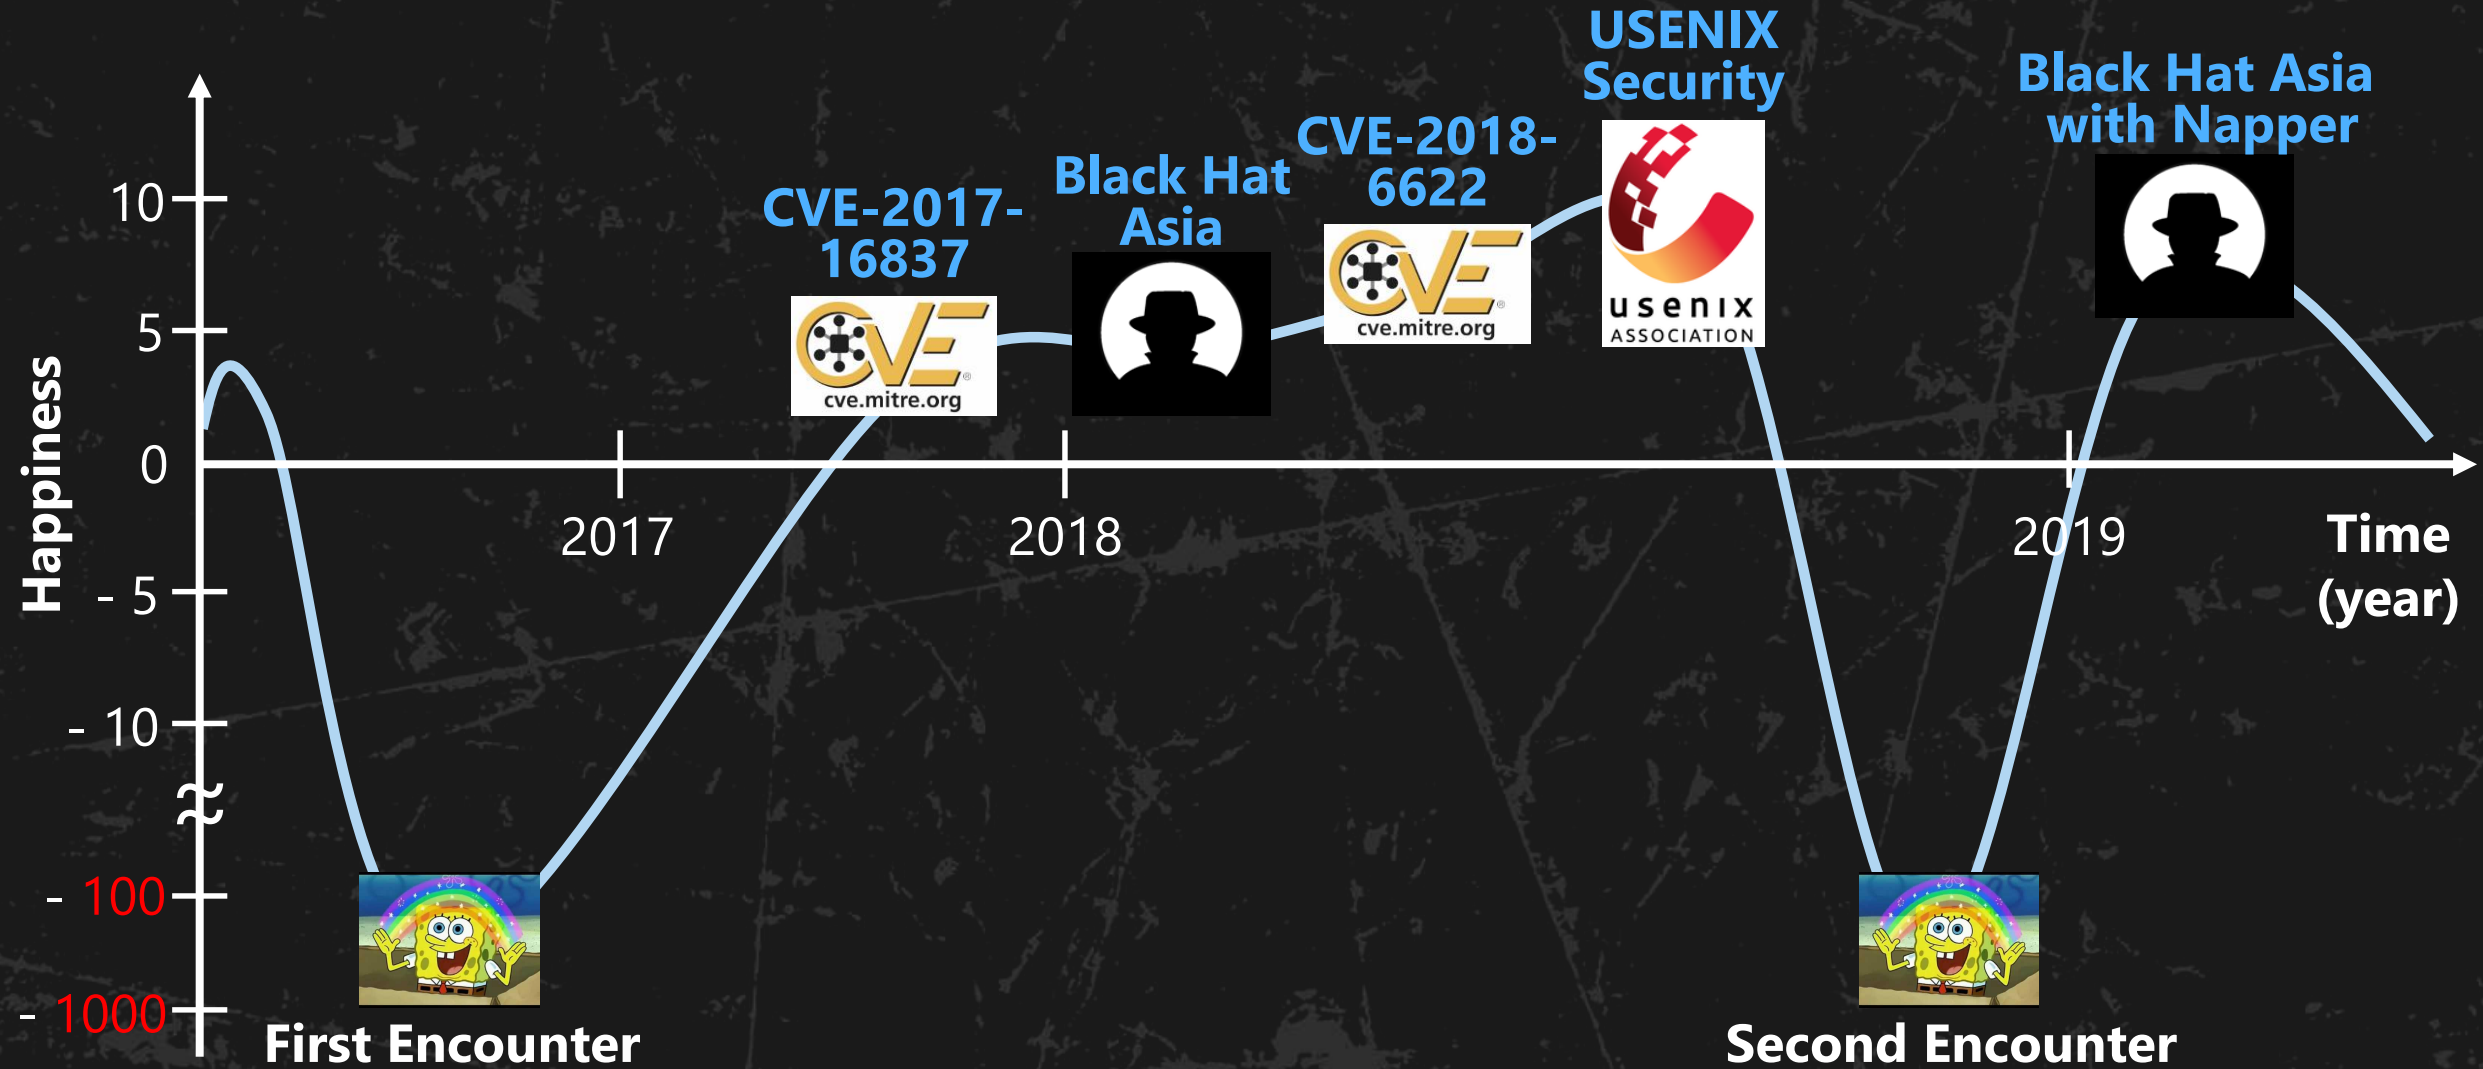 USENIX
Security
Black Hat Asia
with Napper
CVE-2018-
6622
Black Hat
Asia
CVE-2017-
16837
cve.mitre.org
cve.mitre.org
usenix
ASSOCIATION
CVE
CVE
®
®
Happiness
10
5
0
- 5
- 10
- 100
- 1000
2017
2018
2019
Time
(year)
First Encounter
Second Encounter